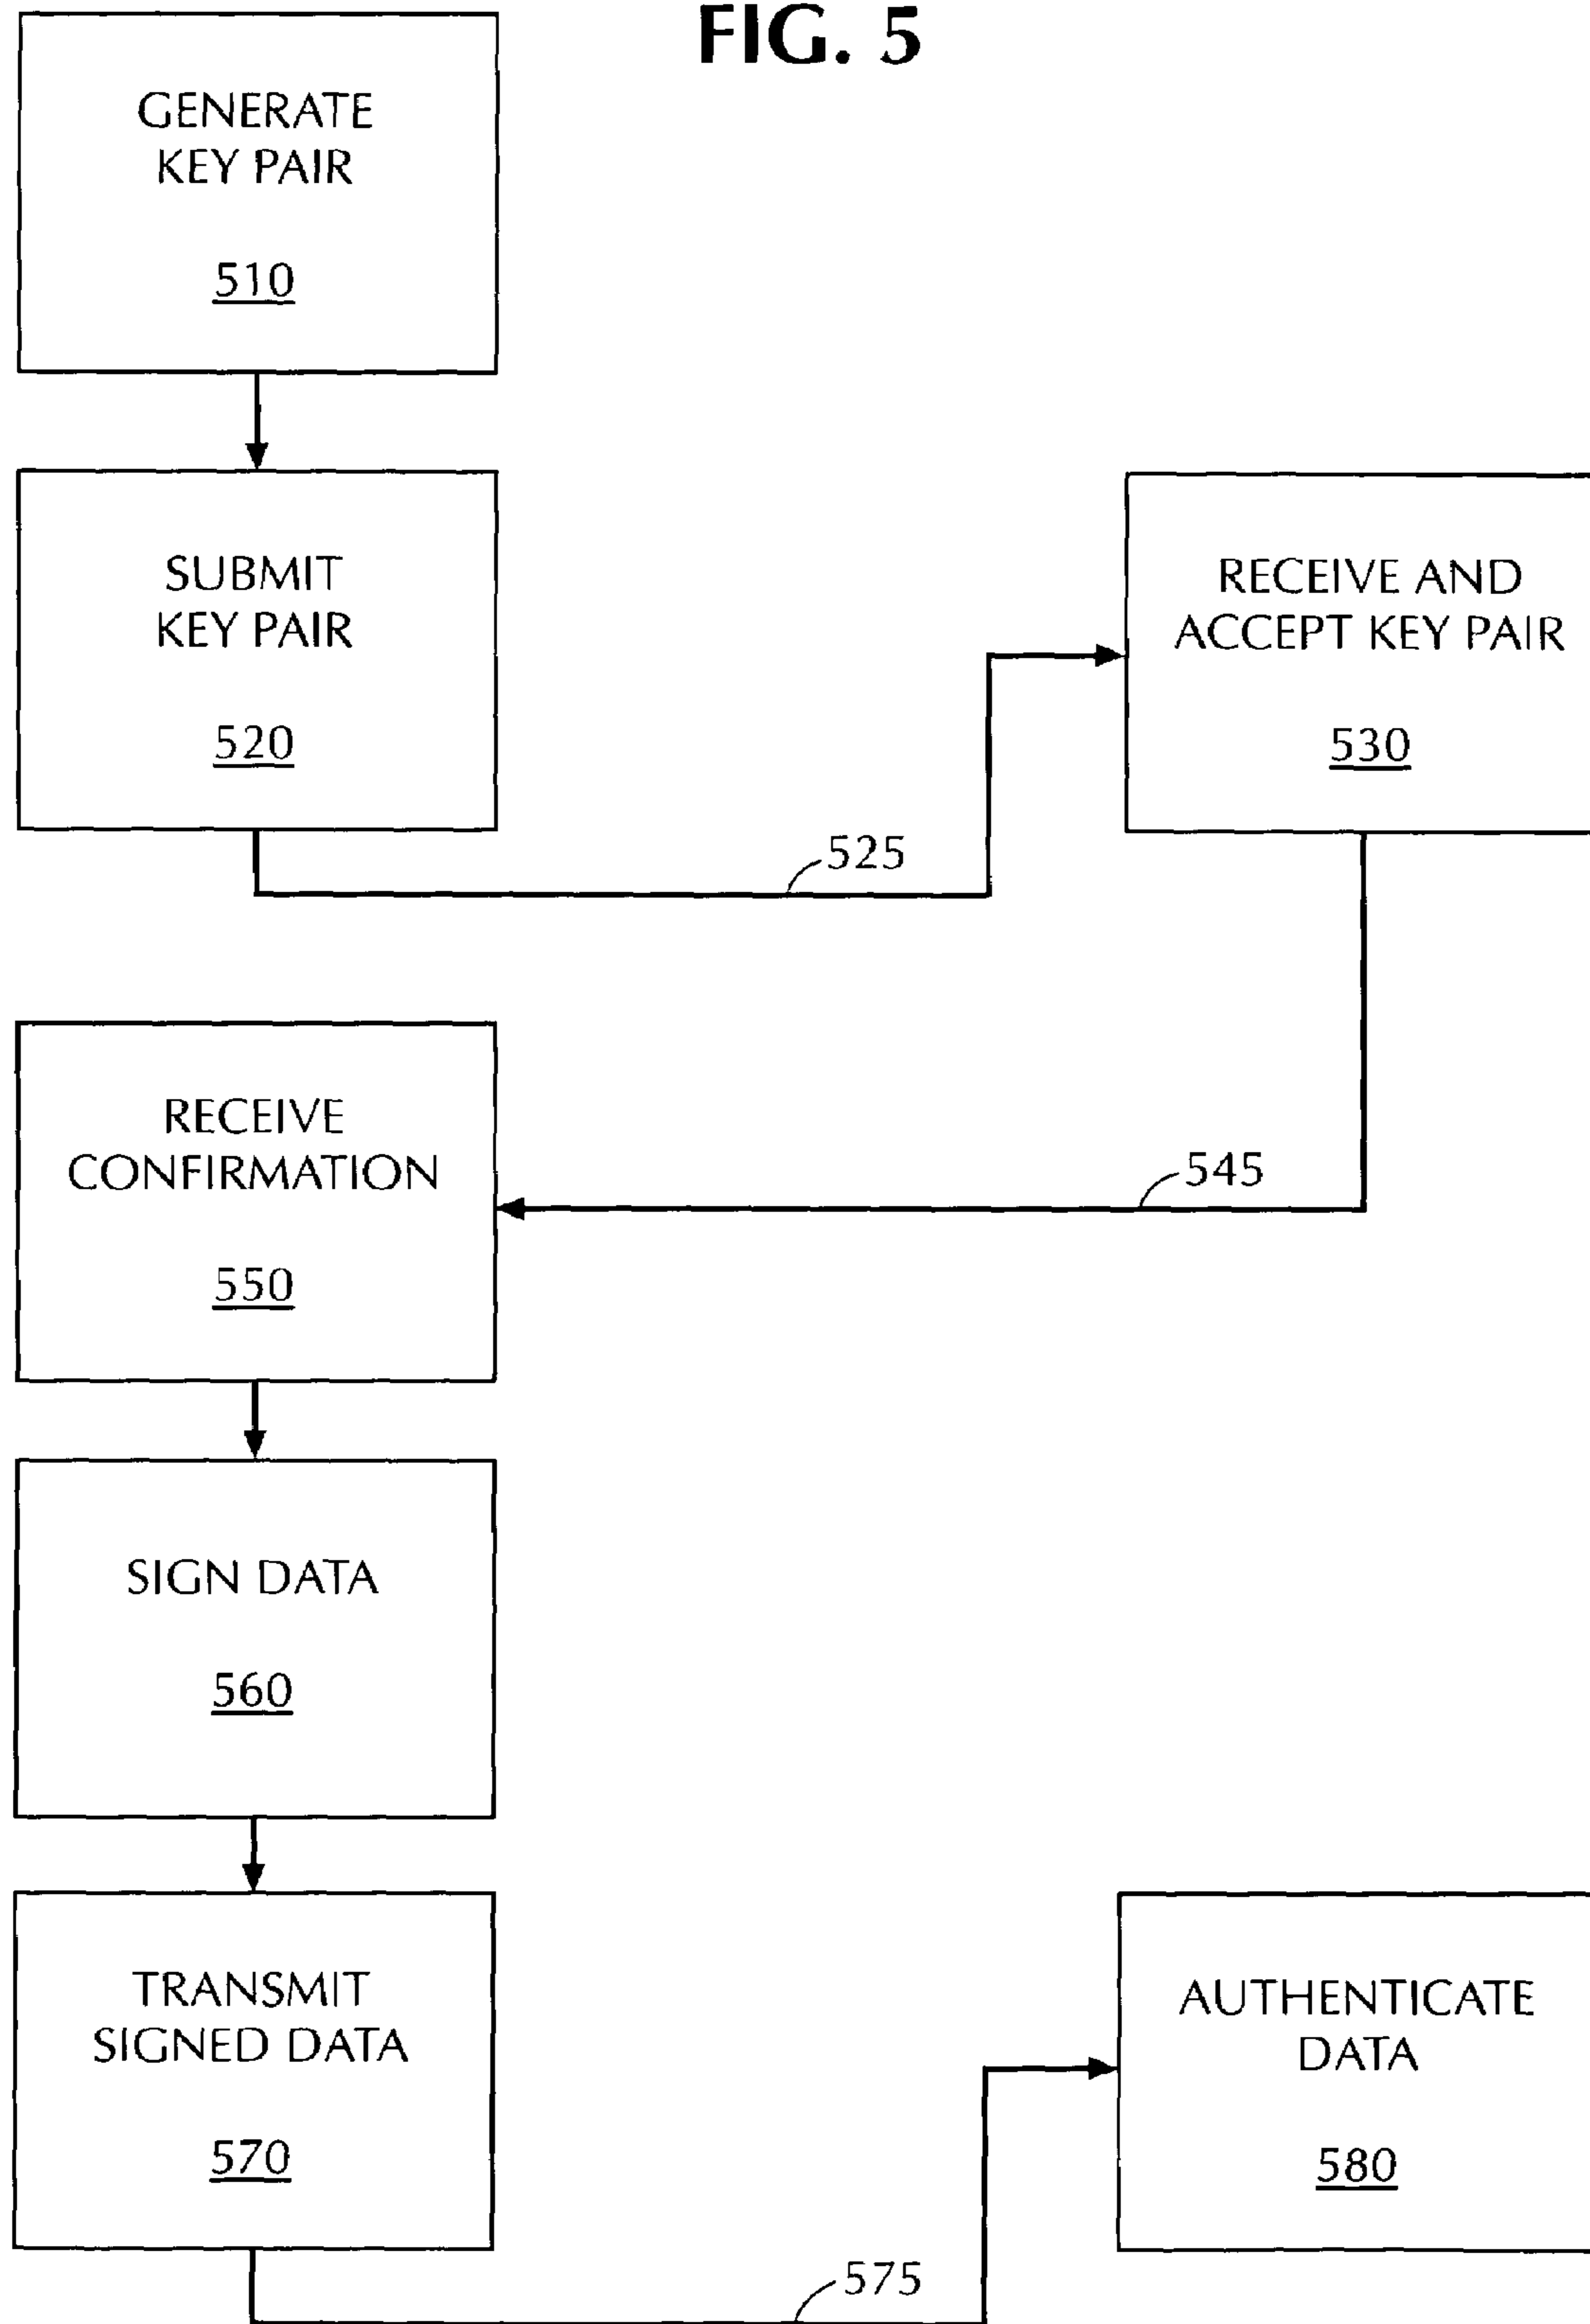 FIG. 5
GENERATE
KEY PAIR
510
SUBMIT
KEY PAIR
520
525
RECEIVE AND
ACCEPT KEY PAIR
530
545
RECEIVE
CONFIRMATION
550
SIGN DATA
560
TRANSMIT
SIGNED DATA
570
575
AUTHENTICATE
DATA
580